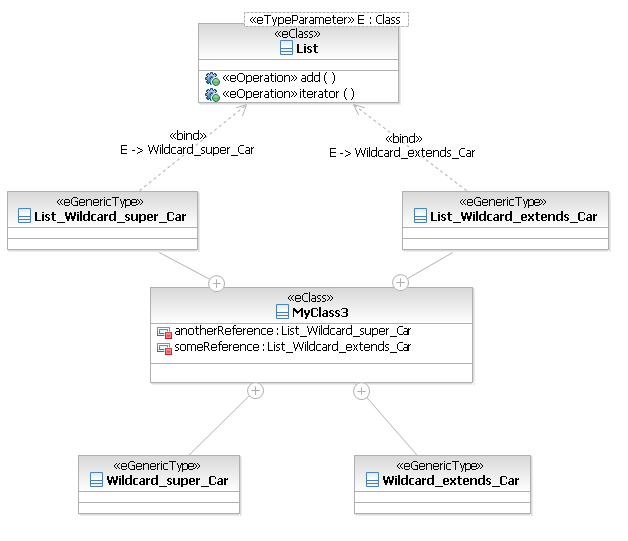 «eTypeParameter» E : Class
«eClass»
List
«eOperation» add ( )
«eOperation» iterator ( )
«bind»
E -> Wildcard_super_Car
«bind»
E -> Wildcard_extends_Car
«eGenericType»
List_Wildcard_super_Car
«eGenericType»
List_Wildcard_extends_Car
«eClass»
MyClass3
anotherReference : List_Wildcard_super_Car
someReference : List_Wildcard_extends_Car
«eGenericType»
Wildcard_super_Car
«eGenericType»
Wildcard_extends_Car